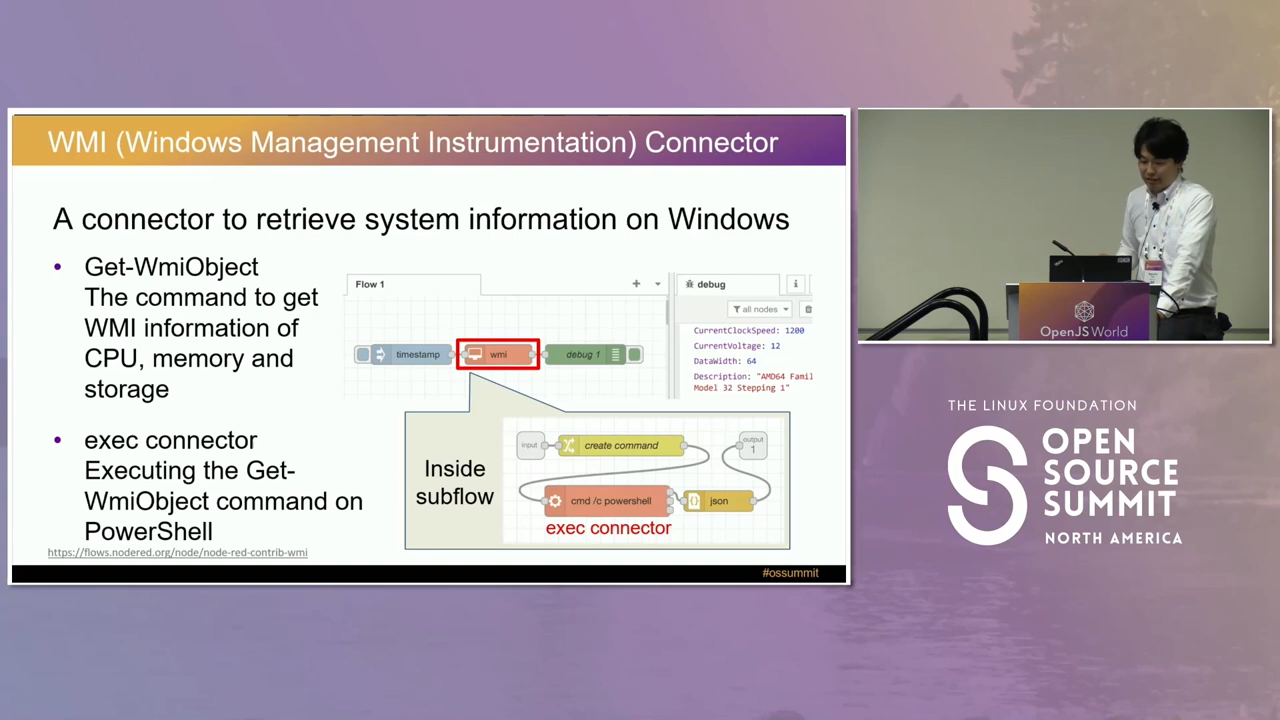 WMI (Windows Management Instrumentation) Connector
A connector to retrieve system information on Windows
• Get-WmiObject
The command to get
WMI information of
CPU, memory and
storage
• exec connector
Executing the Get-
WmiObject command on
PowerShell
https://flows.nodered.org/node/node-red-contrib-wmi
Flow 1
timestamp
wmi
debug 1
debug
i
all nodes
CurrentClockSpeed: 1200
CurrentVoltage: 12
DataWidth: 64
Description: "AMD64 Famil
Model 32 Stepping 1"
Inside
subflow
input
create command
output
1
cmd /c powershell
json
exec connector
#ossummit
OpenJS World
THE LINUX FOUNDATION
OPEN
SOURCE
SUMMIT
NORTH AMERICA